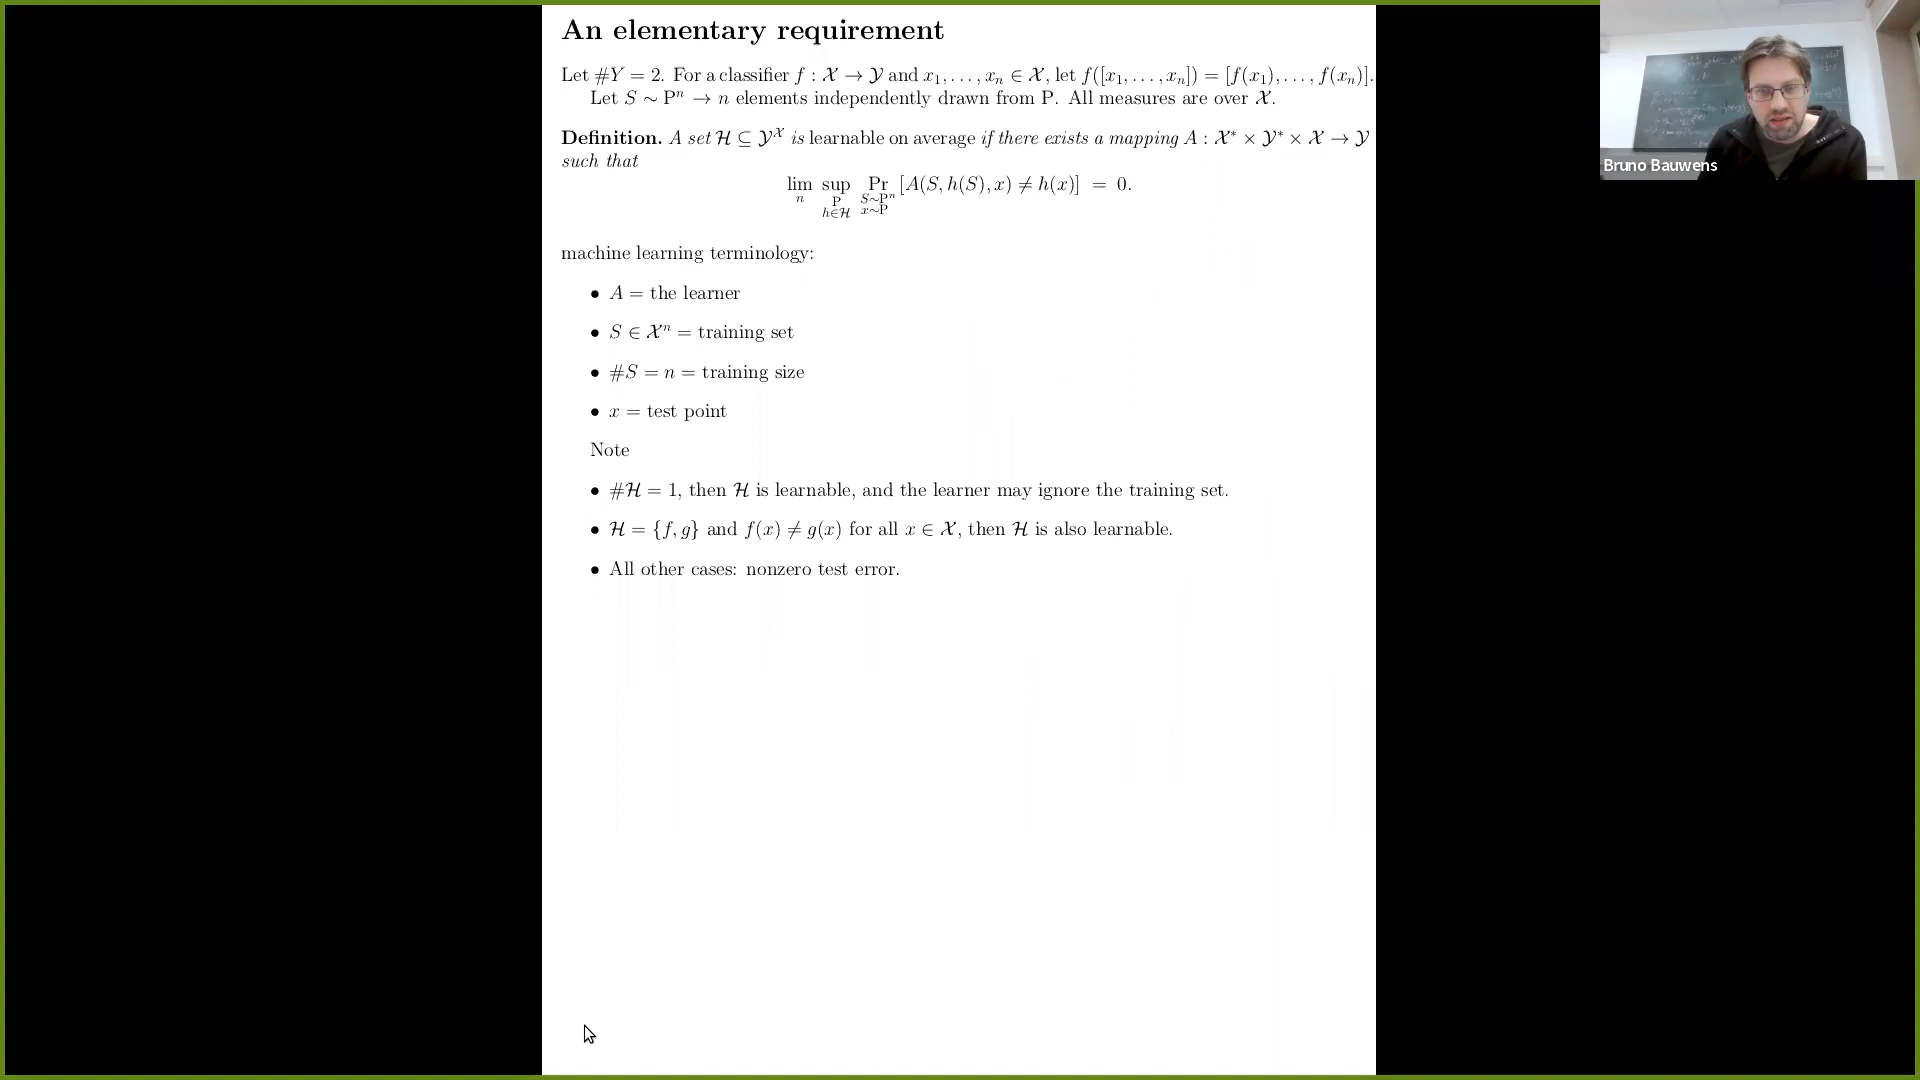 An elementary requirement
Let #Y = 2. For a classifier f : 𝒳 → 𝒴 and x₁, . . . , xₙ ∈ 𝒳, let f([x₁, . . . , xₙ]) = [f(x₁), . . . , f(xₙ)].
Let S ∼ Pⁿ → n elements independently drawn from P. All measures are over 𝒳.
Definition. A set ℋ ⊆ 𝒴^𝒳 is learnable on average if there exists a mapping A : 𝒳* × 𝒴* × 𝒳 → 𝒴
such that
lim_n sup_{P, h∈ℋ} Pr_{S∼Pⁿ, x∼P} [A(S, h(S), x) ≠ h(x)] = 0.
machine learning terminology:
• A = the learner
• S ∈ 𝒳ⁿ = training set
• #S = n = training size
• x = test point
Note
• #ℋ = 1, then ℋ is learnable, and the learner may ignore the training set.
• ℋ = {f, g} and f(x) ≠ g(x) for all x ∈ 𝒳, then ℋ is also learnable.
• All other cases: nonzero test error.
Bruno Bauwens